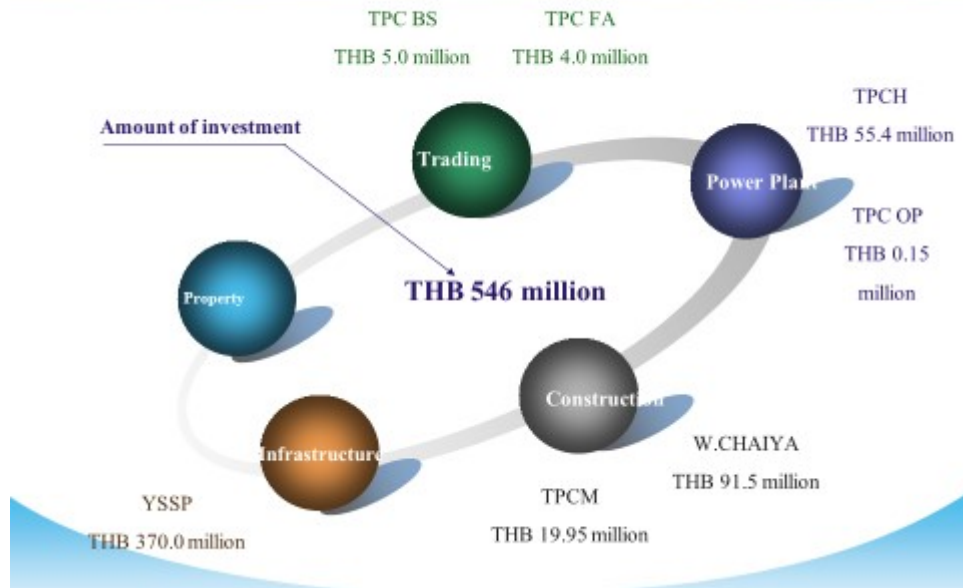 TPC BS
THB 5.0 million
TPC FA
THB 4.0 million
TPCH
THB 55.4 million
Amount of investment
Trading
Power Plant
TPC OP
THB 0.15
million
Property
THB 546 million
Construction
W.CHAIYA
THB 91.5 million
Infrastructure
TPCM
THB 19.95 million
YSSP
THB 370.0 million